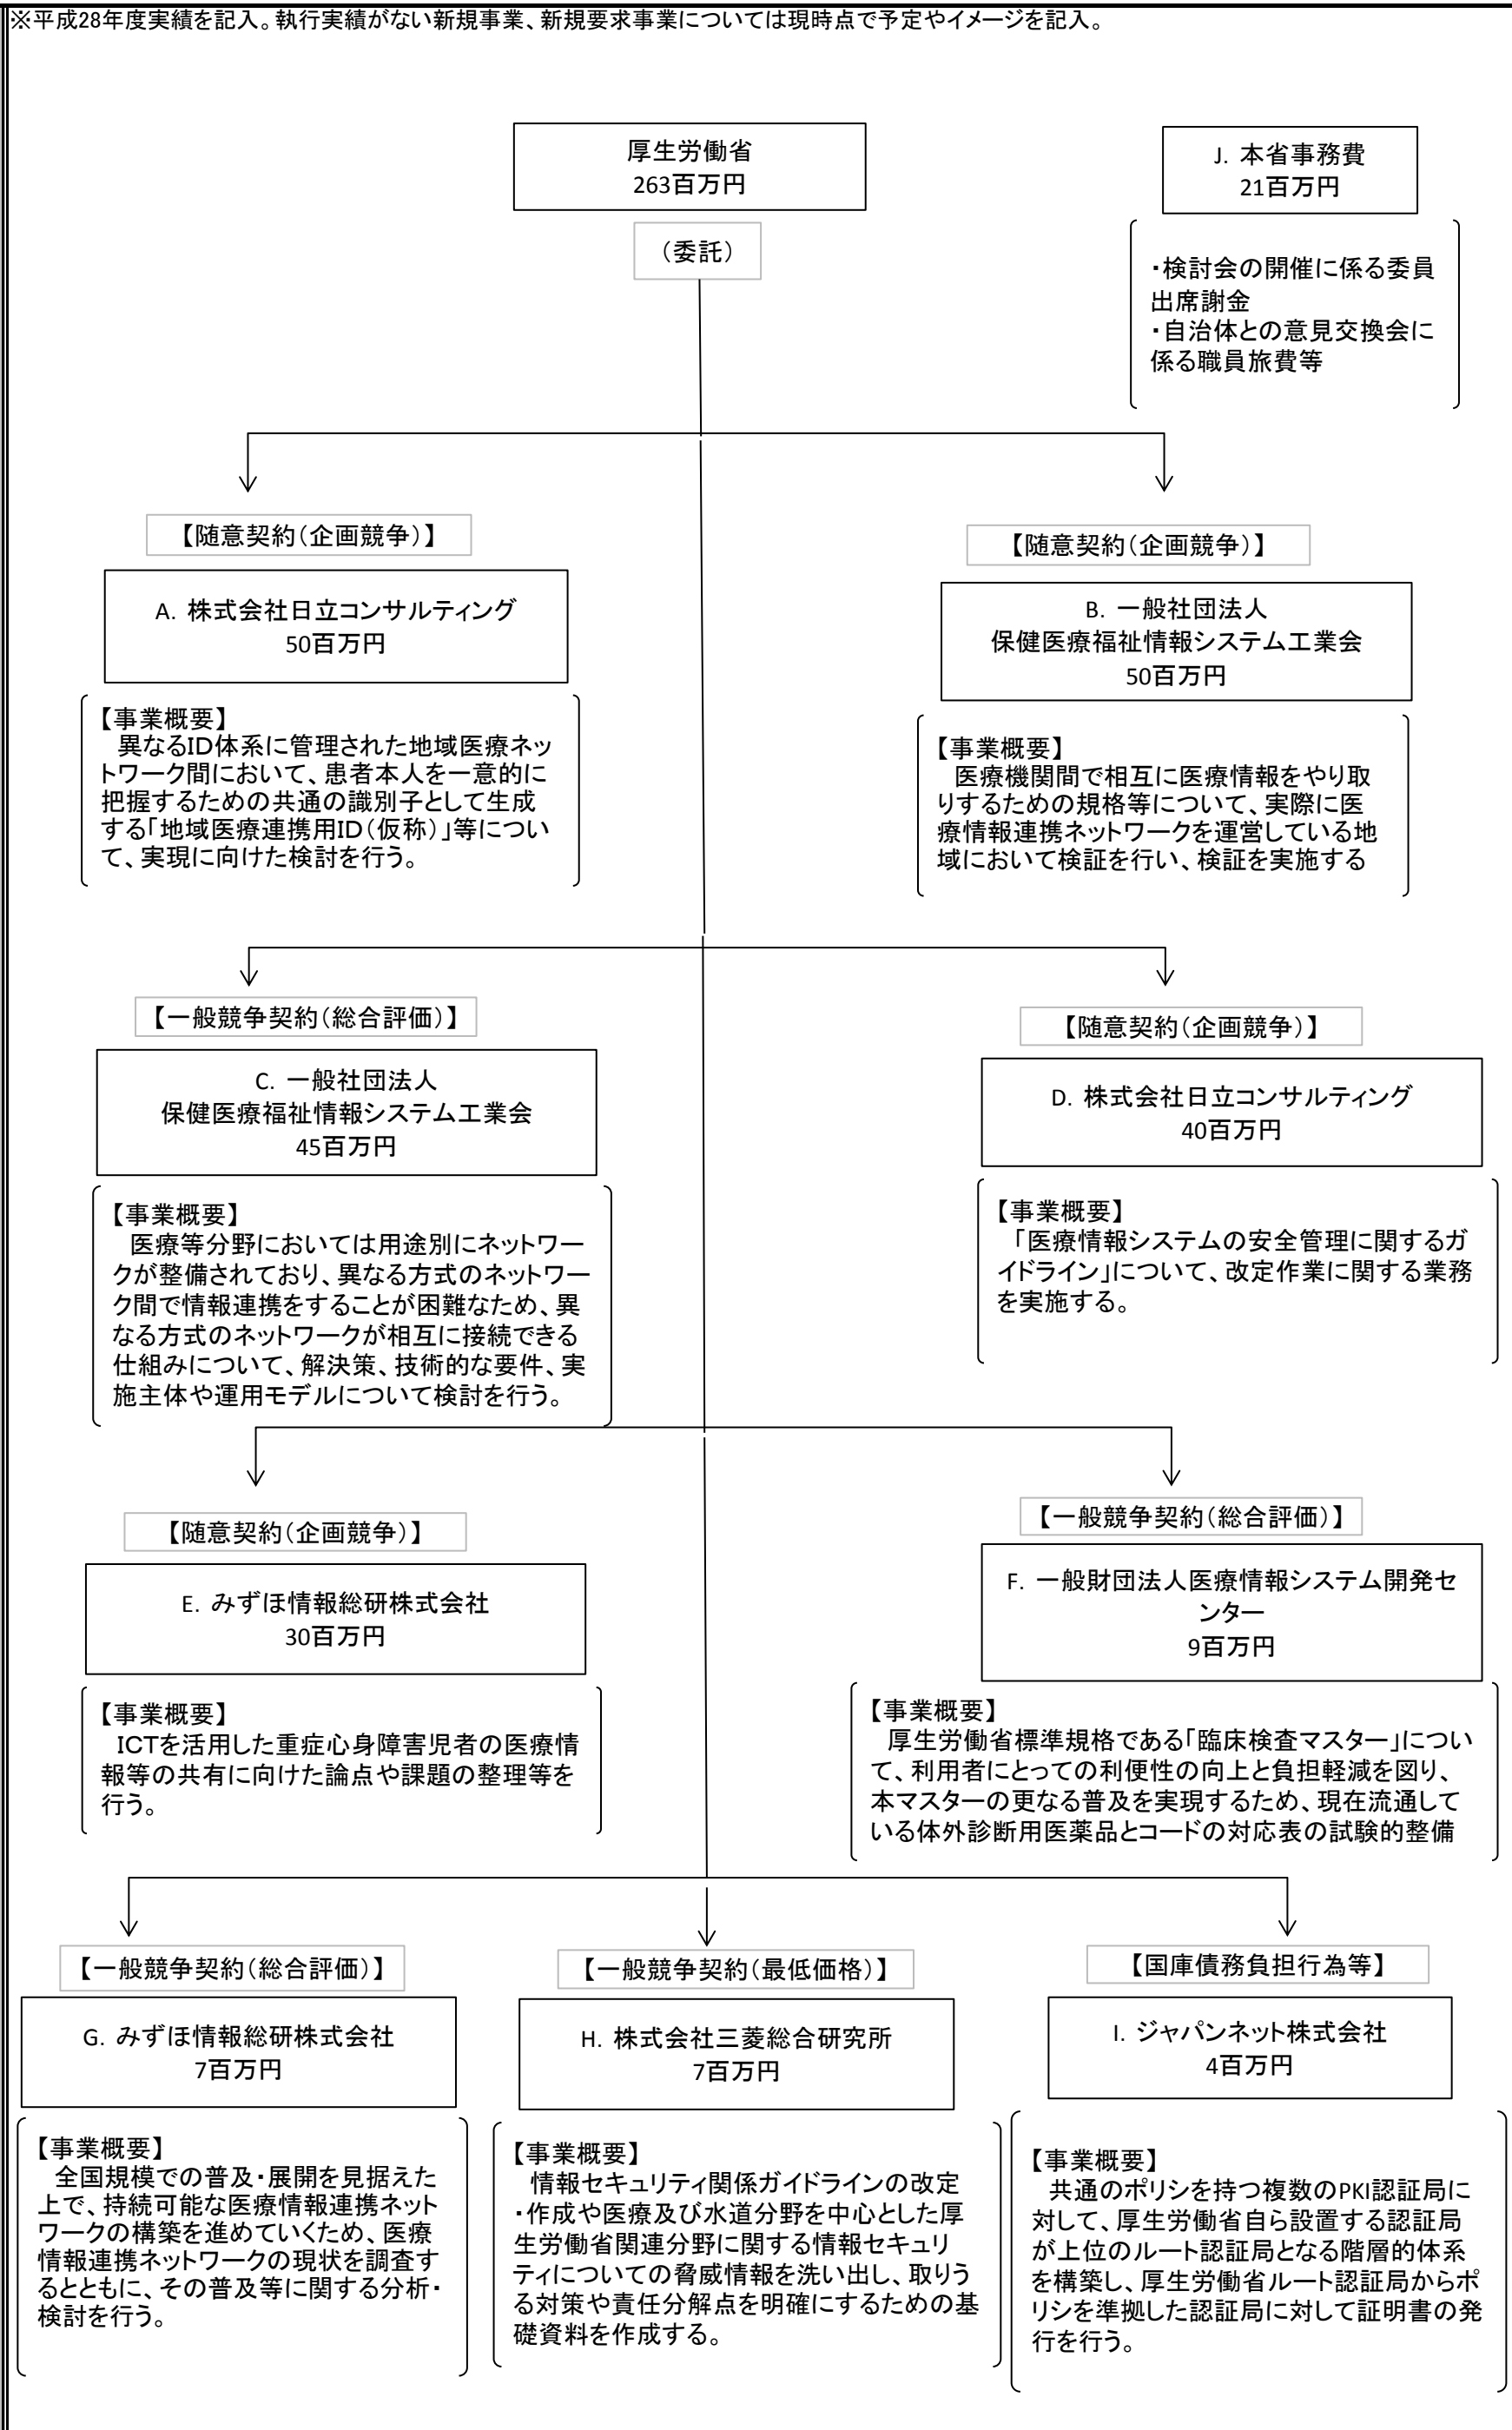 ※平成28年度実績を記入。執行実績がない新規事業、新規要求事業については現時点で予定やイメージを記入。
厚生労働省
263百万円
J. 本省事務費
21百万円
（委託）
・検討会の開催に係る委員
出席謝金
・自治体との意見交換会に
係る職員旅費等
【随意契約（企画競争）】
A. 株式会社日立コンサルティング
50百万円
【事業概要】
異なるID体系に管理された地域医療ネッ
トワーク間において、患者本人を一意的に
把握するための共通の識別子として生成
する「地域医療連携用ID（仮称）」等につい
て、実現に向けた検討を行う。
【随意契約（企画競争）】
B. 一般社団法人
保健医療福祉情報システム工業会
50百万円
【事業概要】
医療機関間で相互に医療情報をやり取
りするための規格等について、実際に医
療情報連携ネットワークを運営している地
域において検証を行い、検証を実施する
【一般競争契約（総合評価）】
C. 一般社団法人
保健医療福祉情報システム工業会
45百万円
【事業概要】
医療等分野においては用途別にネットワー
クが整備されており、異なる方式のネットワー
ク間で情報連携をすることが困難なため、異
なる方式のネットワークが相互に接続できる
仕組みについて、解決策、技術的な要件、実
施主体や運用モデルについて検討を行う。
【随意契約（企画競争）】
D. 株式会社日立コンサルティング
40百万円
【事業概要】
「医療情報システムの安全管理に関するガ
イドライン」について、改定作業に関する業務
を実施する。
【随意契約（企画競争）】
E. みずほ情報総研株式会社
30百万円
【事業概要】
ICTを活用した重症心身障害児者の医療情
報等の共有に向けた論点や課題の整理等を
行う。
【一般競争契約（総合評価）】
F. 一般財団法人医療情報システム開発セ
ンター
9百万円
【事業概要】
厚生労働省標準規格である「臨床検査マスター」につい
て、利用者にとっての利便性の向上と負担軽減を図り、
本マスターの更なる普及を実現するため、現在流通して
いる体外診断用医薬品とコードの対応表の試験的整備
【一般競争契約（総合評価）】
G. みずほ情報総研株式会社
7百万円
【事業概要】
全国規模での普及・展開を見据えた
上で、持続可能な医療情報連携ネット
ワークの構築を進めていくため、医療
情報連携ネットワークの現状を調査す
るとともに、その普及等に関する分析・
検討を行う。
【一般競争契約（最低価格）】
H. 株式会社三菱総合研究所
7百万円
【事業概要】
情報セキュリティ関係ガイドラインの改定
・作成や医療及び水道分野を中心とした厚
生労働省関連分野に関する情報セキュリ
ティについての脅威情報を洗い出し、取りう
る対策や責任分解点を明確にするための基
礎資料を作成する。
【国庫債務負担行為等】
I. ジャパンネット株式会社
4百万円
【事業概要】
共通のポリシを持つ複数のPKI認証局に
対して、厚生労働省自ら設置する認証局
が上位のルート認証局となる階層的体系
を構築し、厚生労働省ルート認証局からポ
リシを準拠した認証局に対して証明書の発
行を行う。